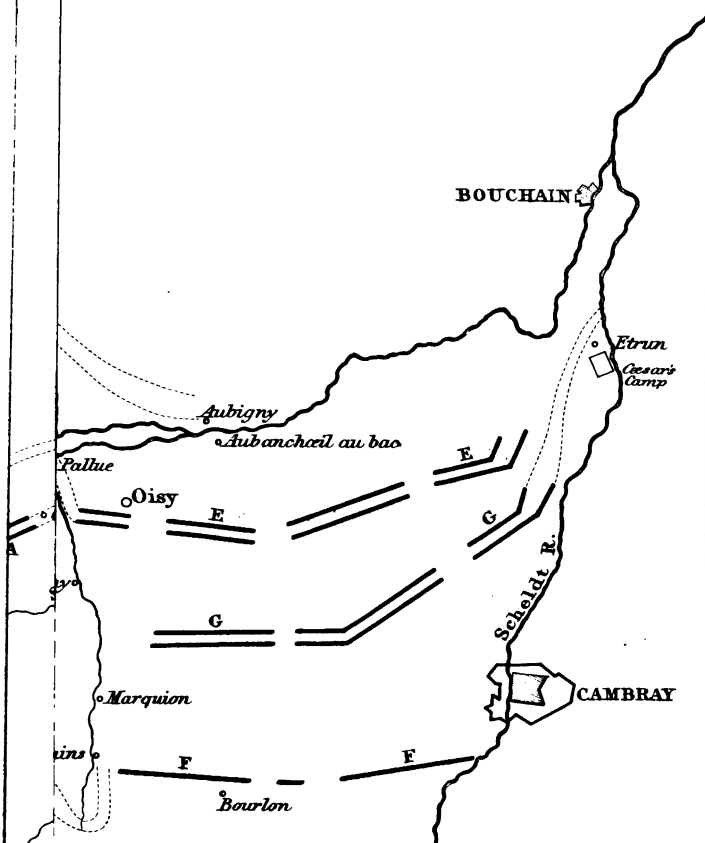 BOUCHAIN
Etrun
Cæsar's
Camp
Aubigny
Aubanchœil au bac
Pallue
E
Oisy
E
G
A
Scheldt R.
G
CAMBRAY
Marquion
F
F
Bourlon